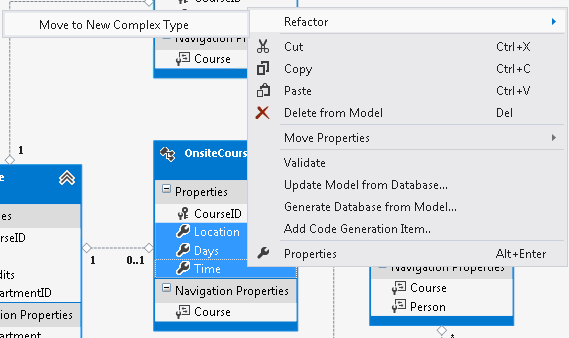 CourseID
Navigation Properties
Course
Move to New Complex Type
Refactor
Cut Ctrl+X
Copy Ctrl+C
Paste Ctrl+V
Delete from Model Del
Move Properties
Validate
Update Model from Database...
Generate Database from Model...
Add Code Generation Item..
Properties Alt+Enter
1
e
es
rseID
dits
artmentID
ion Properties
artment
1
0..1
OnsiteCours
Properties
CourseID
Location
Days
Time
Navigation Properties
Course
Navigation Properties
Course
Person
*